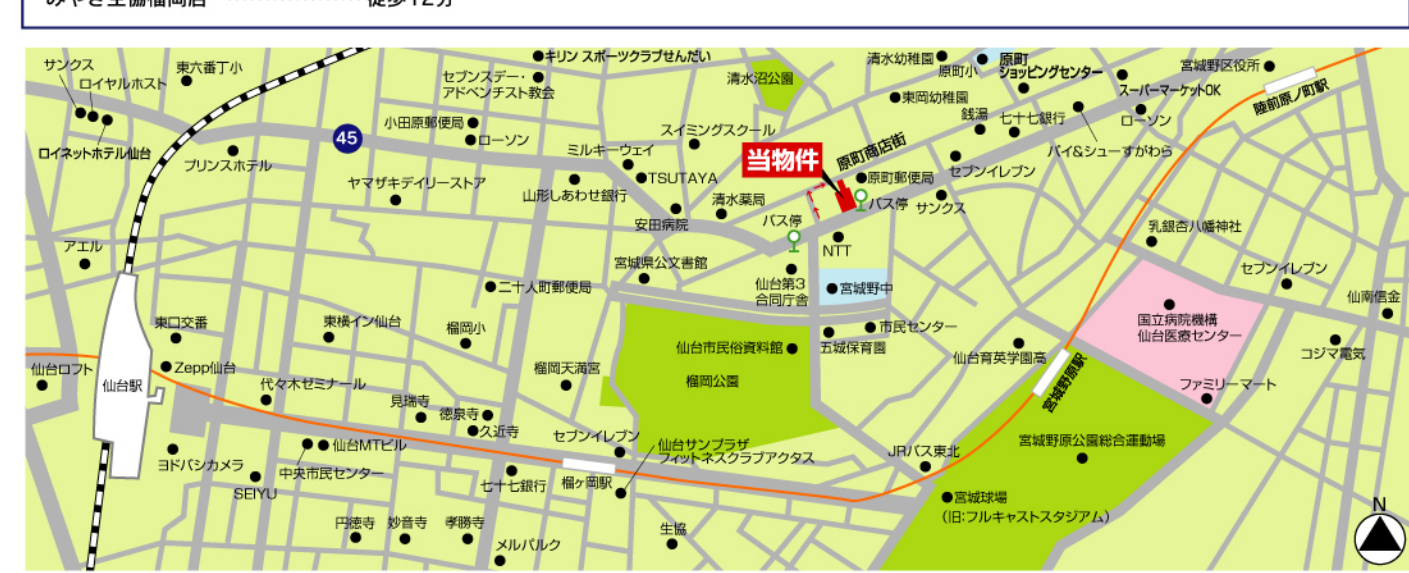 みやぎ生協榴岡店 ………………… 徒歩12分
キリン スポーツクラブせんだい
清水幼稚園
原町
ショッピングセンター
原町小
宮城野区役所
サンクス
ロイヤルホスト
東六番丁小
セブンスデー・
アドベンチスト教会
清水沼公園
東岡幼稚園
スーパーマーケットOK
陸前原ノ町駅
小田原郵便局
ローソン
スイミングスクール
銭湯
七十七銀行
ローソン
ロイネットホテル仙台
プリンスホテル
45
ミルキーウェイ
原町商店街
パイ&シューすがわら
当物件
TSUTAYA
原町郵便局
セブンイレブン
ヤマザキデイリーストア
山形しあわせ銀行
清水薬局
バス停
サンクス
安田病院
バス停
乳銀杏八幡神社
アエル
NTT
宮城県公文書館
セブンイレブン
二十人町郵便局
仙台第3
合同庁舎
宮城野中
仙南信金
東口交番
東横イン仙台
榴岡小
市民センター
国立病院機構
仙台医療センター
仙台市民俗資料館
五城保育園
仙台育英学園高
コジマ電気
仙台ロフト
仙台駅
Zepp仙台
代々木ゼミナール
榴岡天満宮
榴岡公園
宮城野原駅
ファミリーマート
見瑞寺
徳泉寺
久近寺
セブンイレブン
仙台サンプラザ
フィットネスクラブアクタス
JRバス東北
宮城野原公園総合運動場
仙台MTビル
ヨドバシカメラ
中央市民センター
SEIYU
七十七銀行
榴ヶ岡駅
宮城球場
(旧:フルキャストスタジアム)
円徳寺
妙音寺
孝勝寺
メルパルク
生協
N